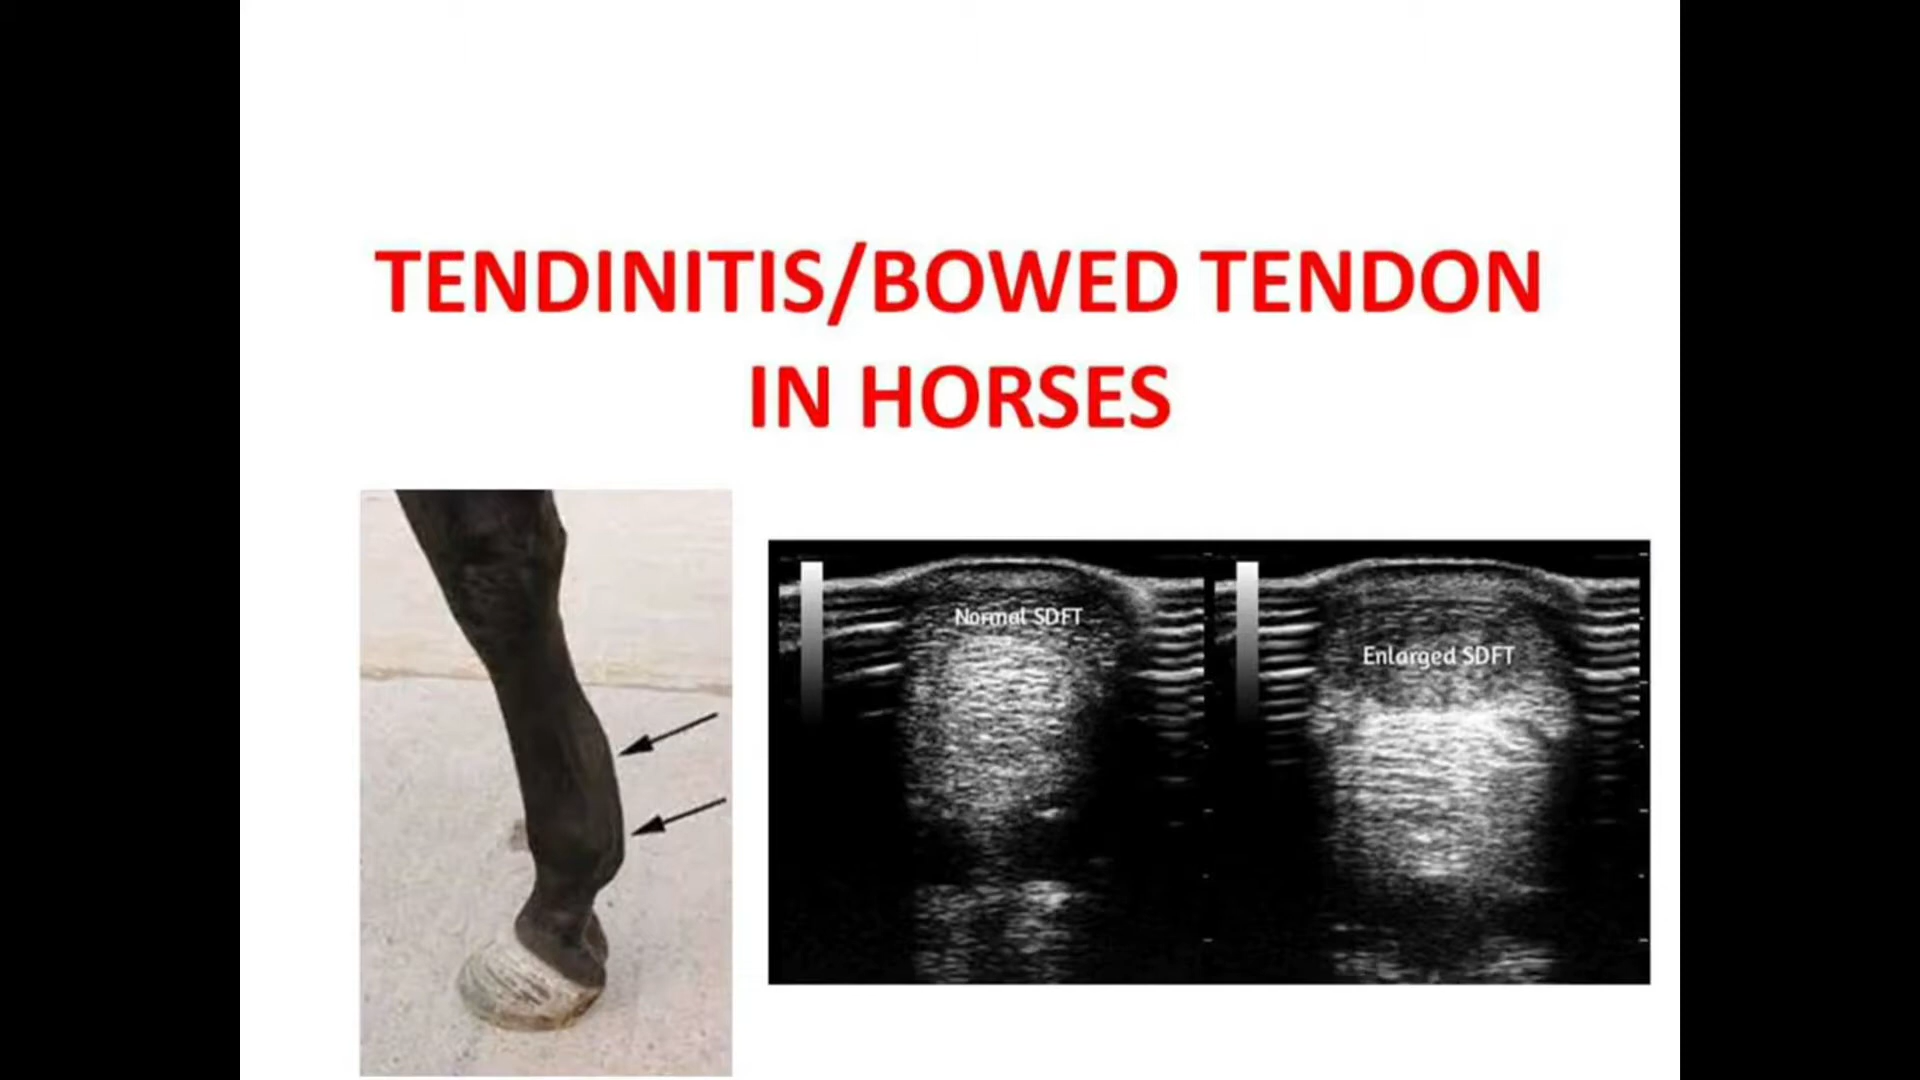 TENDINITIS/BOWED TENDON
IN HORSES
Normal SDFT
Enlarged SDFT